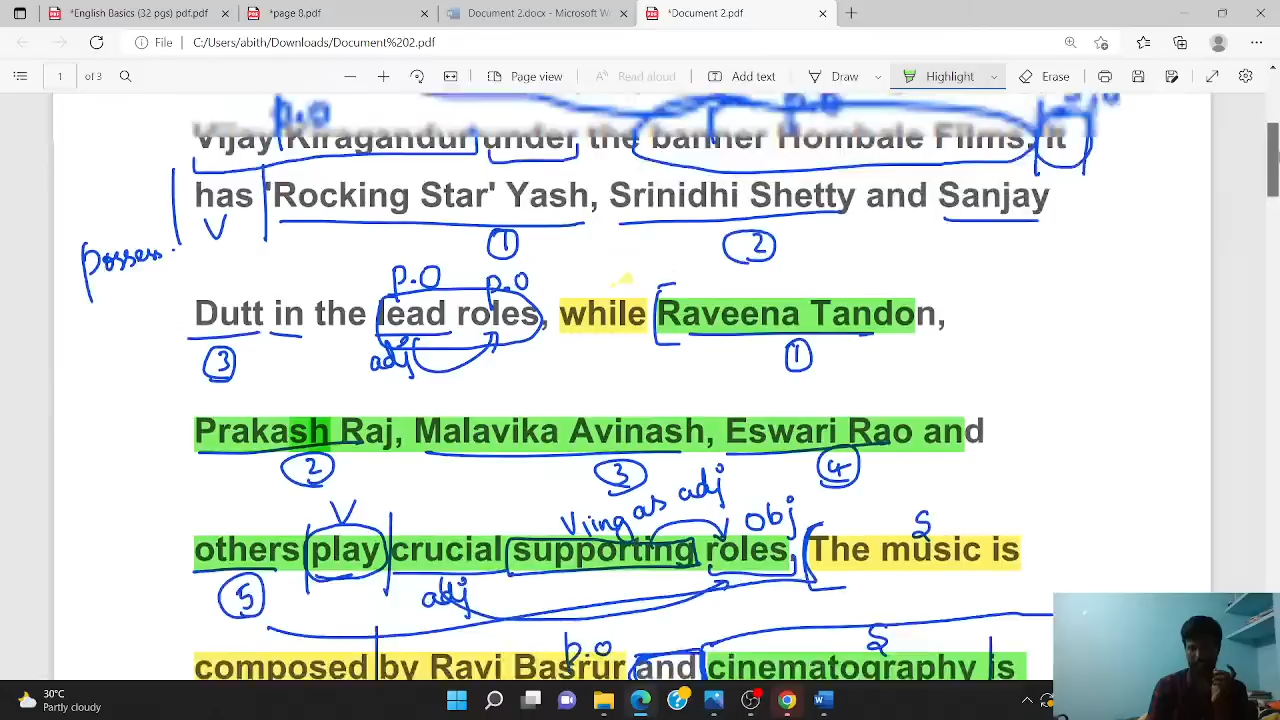 *English Basics (32 pgs) pdf.pdf
*page 8.pdf
Document 2.docx - Microsoft W
*Document 2.pdf
File C:/Users/abith/Downloads/Document%202.pdf
1 of 3 Page view Read aloud Add text Draw Highlight Erase
p.O p.O
Vijay Kiragandur under the banner Hombale Films. It
has 'Rocking Star' Yash, Srinidhi Shetty and Sanjay
V
possess 1 2
p.O p.O
Dutt in the lead roles, while Raveena Tandon,
3 adj 1
Prakash Raj, Malavika Avinash, Eswari Rao and
2 3 4
V Ving as adj Obj S
others play crucial supporting roles. The music is
5 adj
p.o S
composed by Ravi Basrur and cinematography is
30°C
Partly cloudy